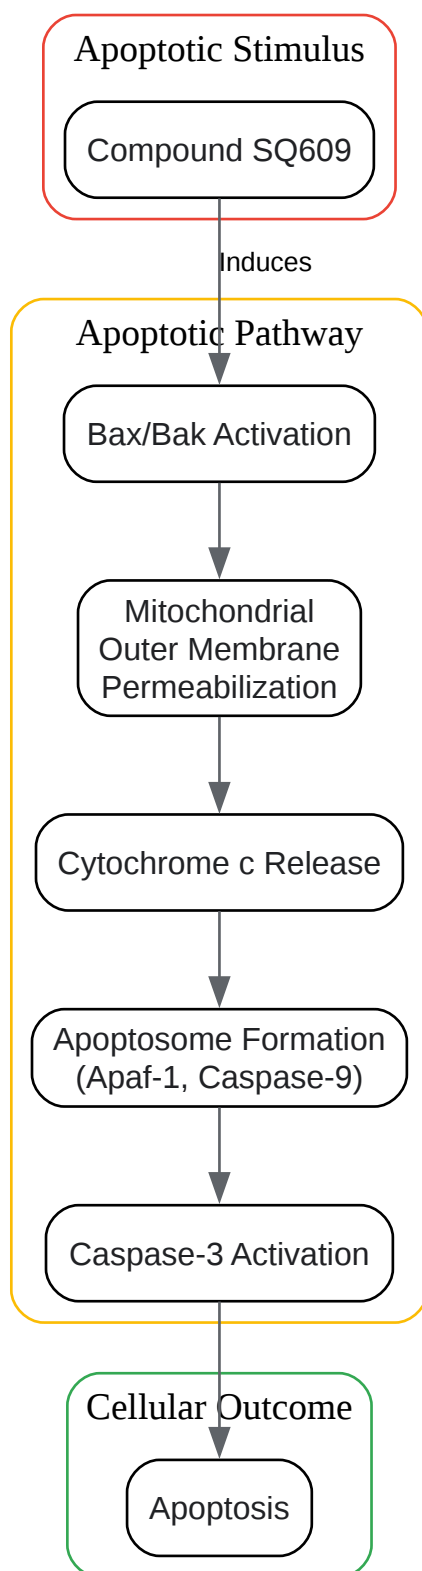 Apoptotic Stimulus
Compound SQ609
Induces
Apoptotic Pathway
Bax/Bak Activation
Mitochondrial
Outer Membrane
Permeabilization
Cytochrome c Release
Apoptosome Formation
(Apaf-1, Caspase-9)
Caspase-3 Activation
Cellular Outcome
Apoptosis